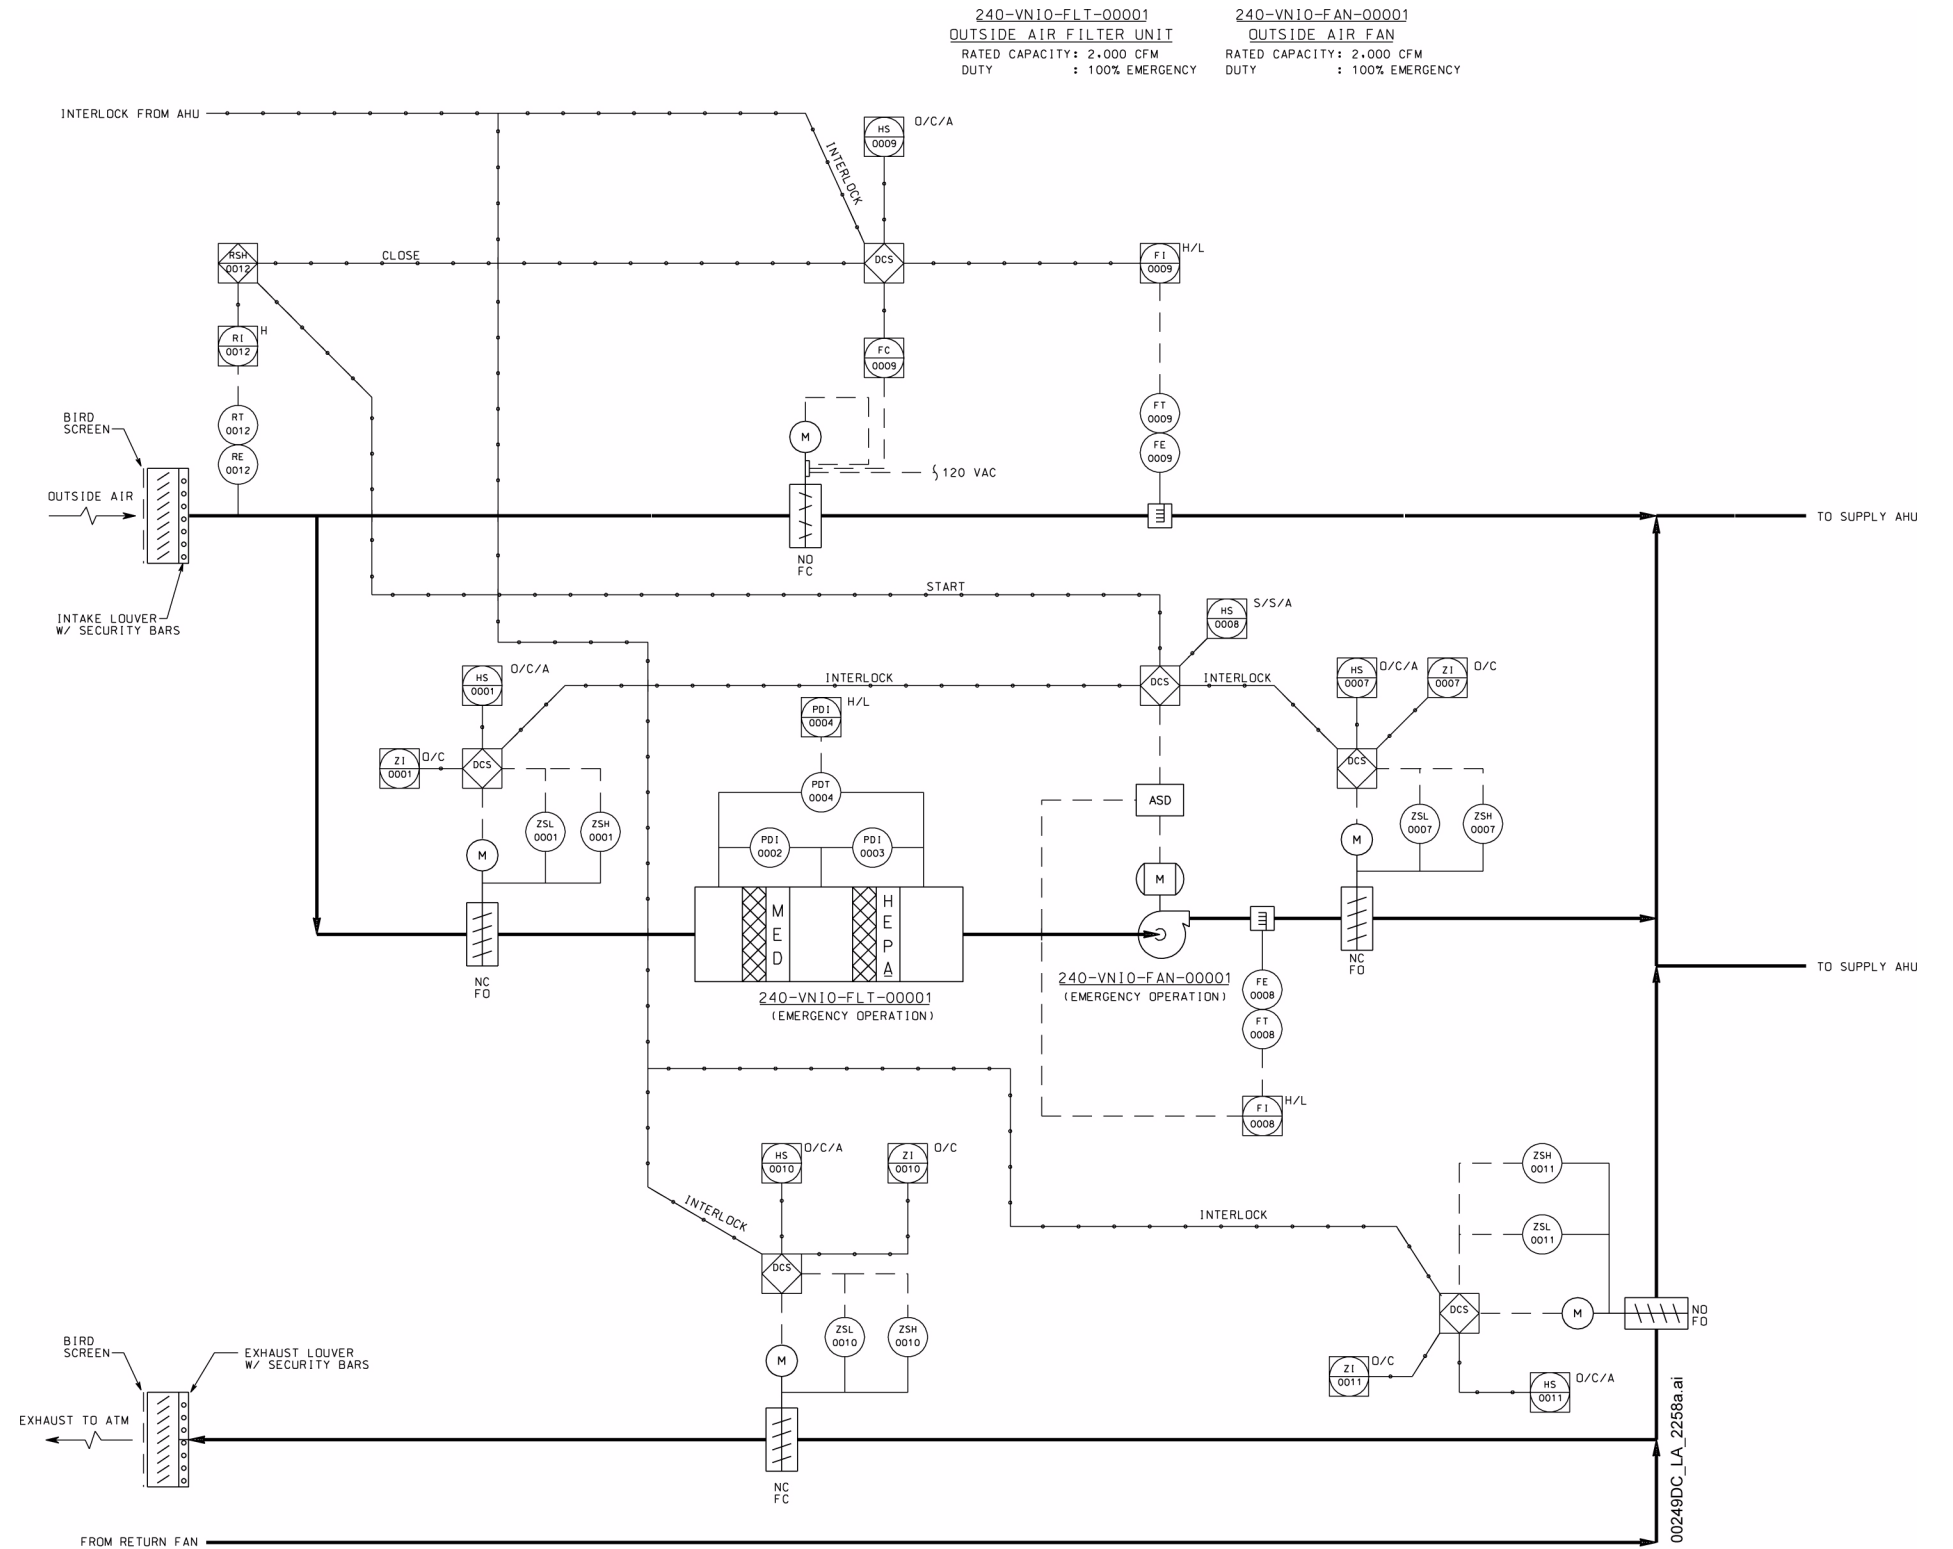 240-VNIO-FLT-00001
OUTSIDE AIR FILTER UNIT
RATED CAPACITY: 2,000 CFM
DUTY : 100% EMERGENCY
240-VNIO-FAN-00001
OUTSIDE AIR FAN
RATED CAPACITY: 2,000 CFM
DUTY : 100% EMERGENCY
INTERLOCK FROM AHU
HS
0009
O/C/A
INTERLOCK
RSH
0012
CLOSE
DCS
FI
0009
H/L
RI
0012
H
FC
0009
RT
0012
RE
0012
FT
0009
FE
0009
BIRD
SCREEN
M
120 VAC
OUTSIDE AIR
TO SUPPLY AHU
NO
FC
INTAKE LOUVER
W/ SECURITY BARS
START
HS
0008
S/S/A
HS
0001
O/C/A
INTERLOCK
DCS
INTERLOCK
HS
0007
O/C/A
ZI
0007
O/C
PDI
0004
H/L
ZI
0001
O/C
DCS
DCS
PDT
0004
ASD
ZSL
0001
ZSH
0001
ZSL
0007
ZSH
0007
M
PDI
0002
PDI
0003
M
M
MED
HEPA
NC
FO
NC
FO
TO SUPPLY AHU
240-VNIO-FLT-00001
(EMERGENCY OPERATION)
240-VNIO-FAN-00001
(EMERGENCY OPERATION)
FE
0008
FT
0008
FI
0008
H/L
HS
0010
O/C/A
ZI
0010
O/C
ZSH
0011
INTERLOCK
INTERLOCK
ZSL
0011
DCS
DCS
M
NO
FO
ZSL
0010
ZSH
0010
M
BIRD
SCREEN
EXHAUST LOUVER
W/ SECURITY BARS
ZI
0011
O/C
HS
0011
O/C/A
EXHAUST TO ATM
NC
FC
FROM RETURN FAN
00249DC_LA_2258a.ai